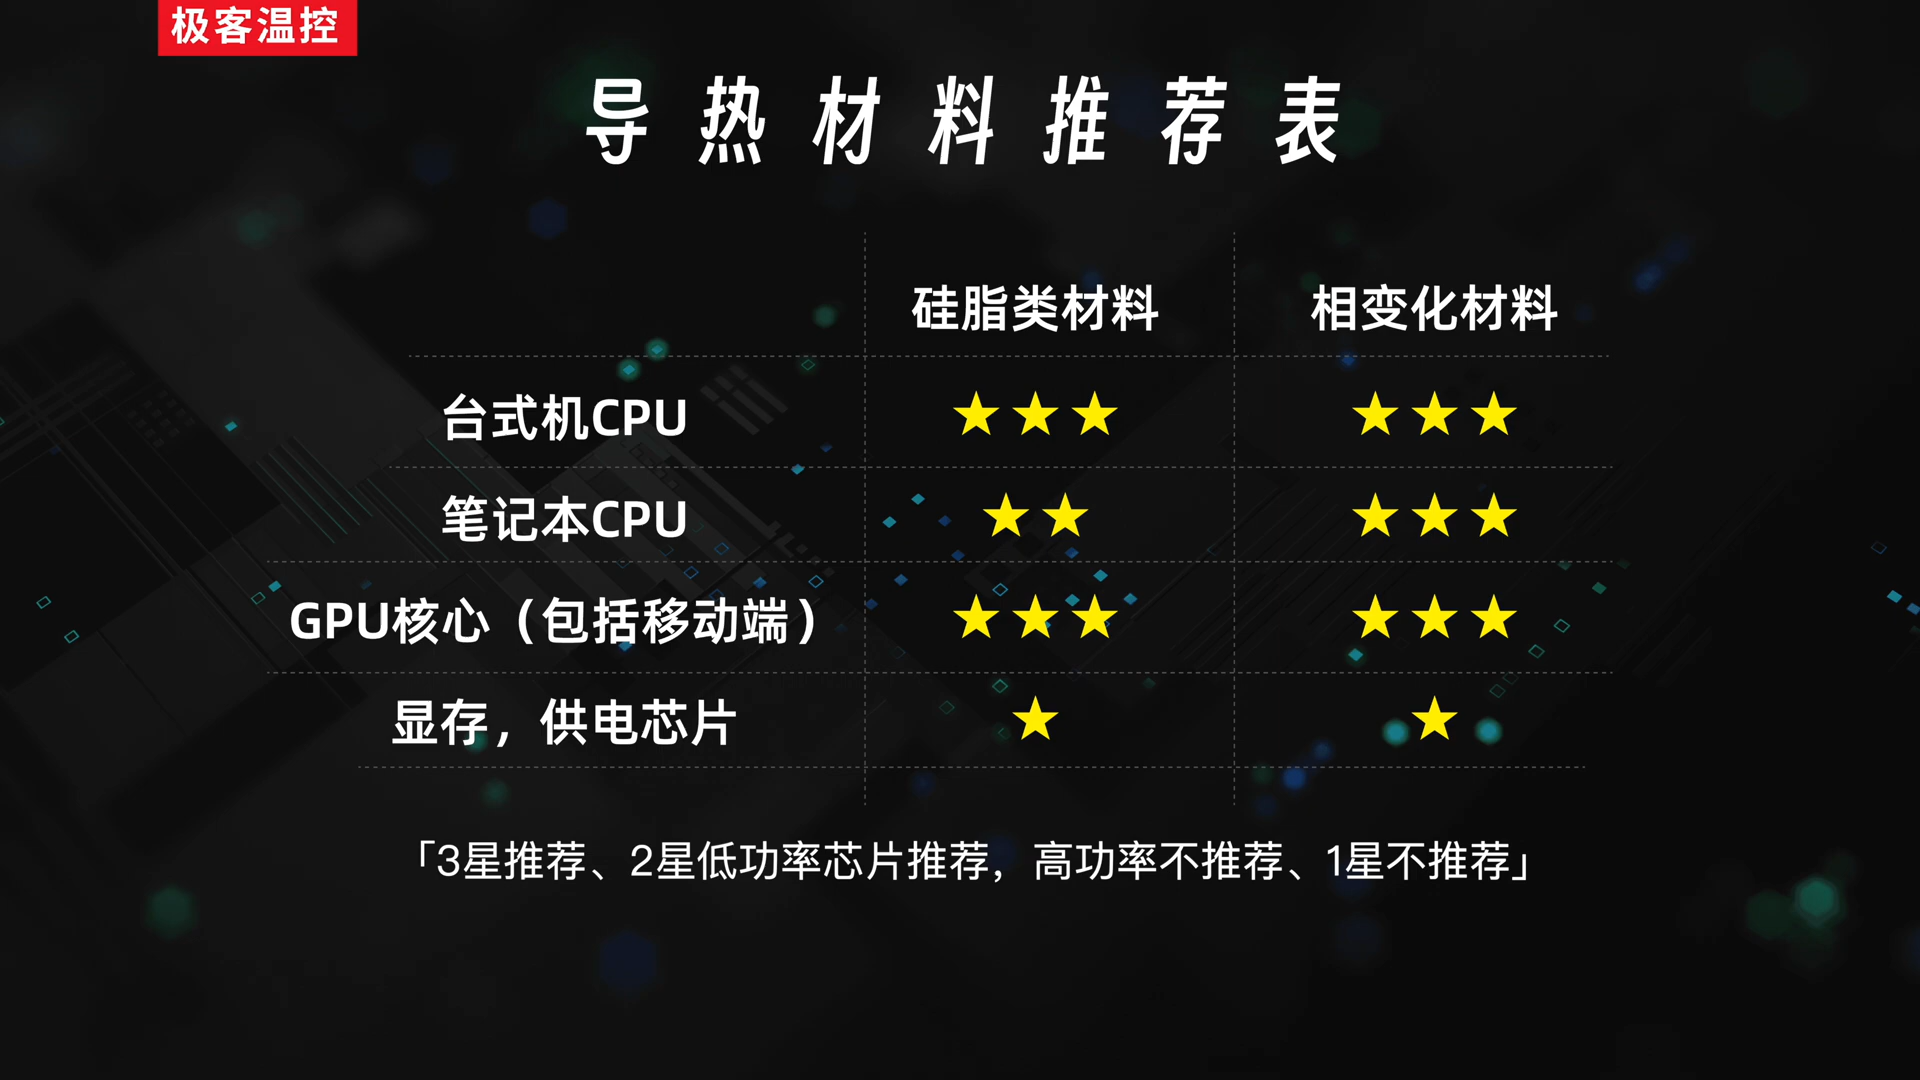 极客温控
导热材料推荐表
硅脂类材料 相变化材料
台式机CPU ★★★ ★★★
笔记本CPU ★★ ★★★
GPU核心（包括移动端） ★★★ ★★★
显存，供电芯片 ★ ★
「3星推荐、2星低功率芯片推荐，高功率不推荐、1星不推荐」